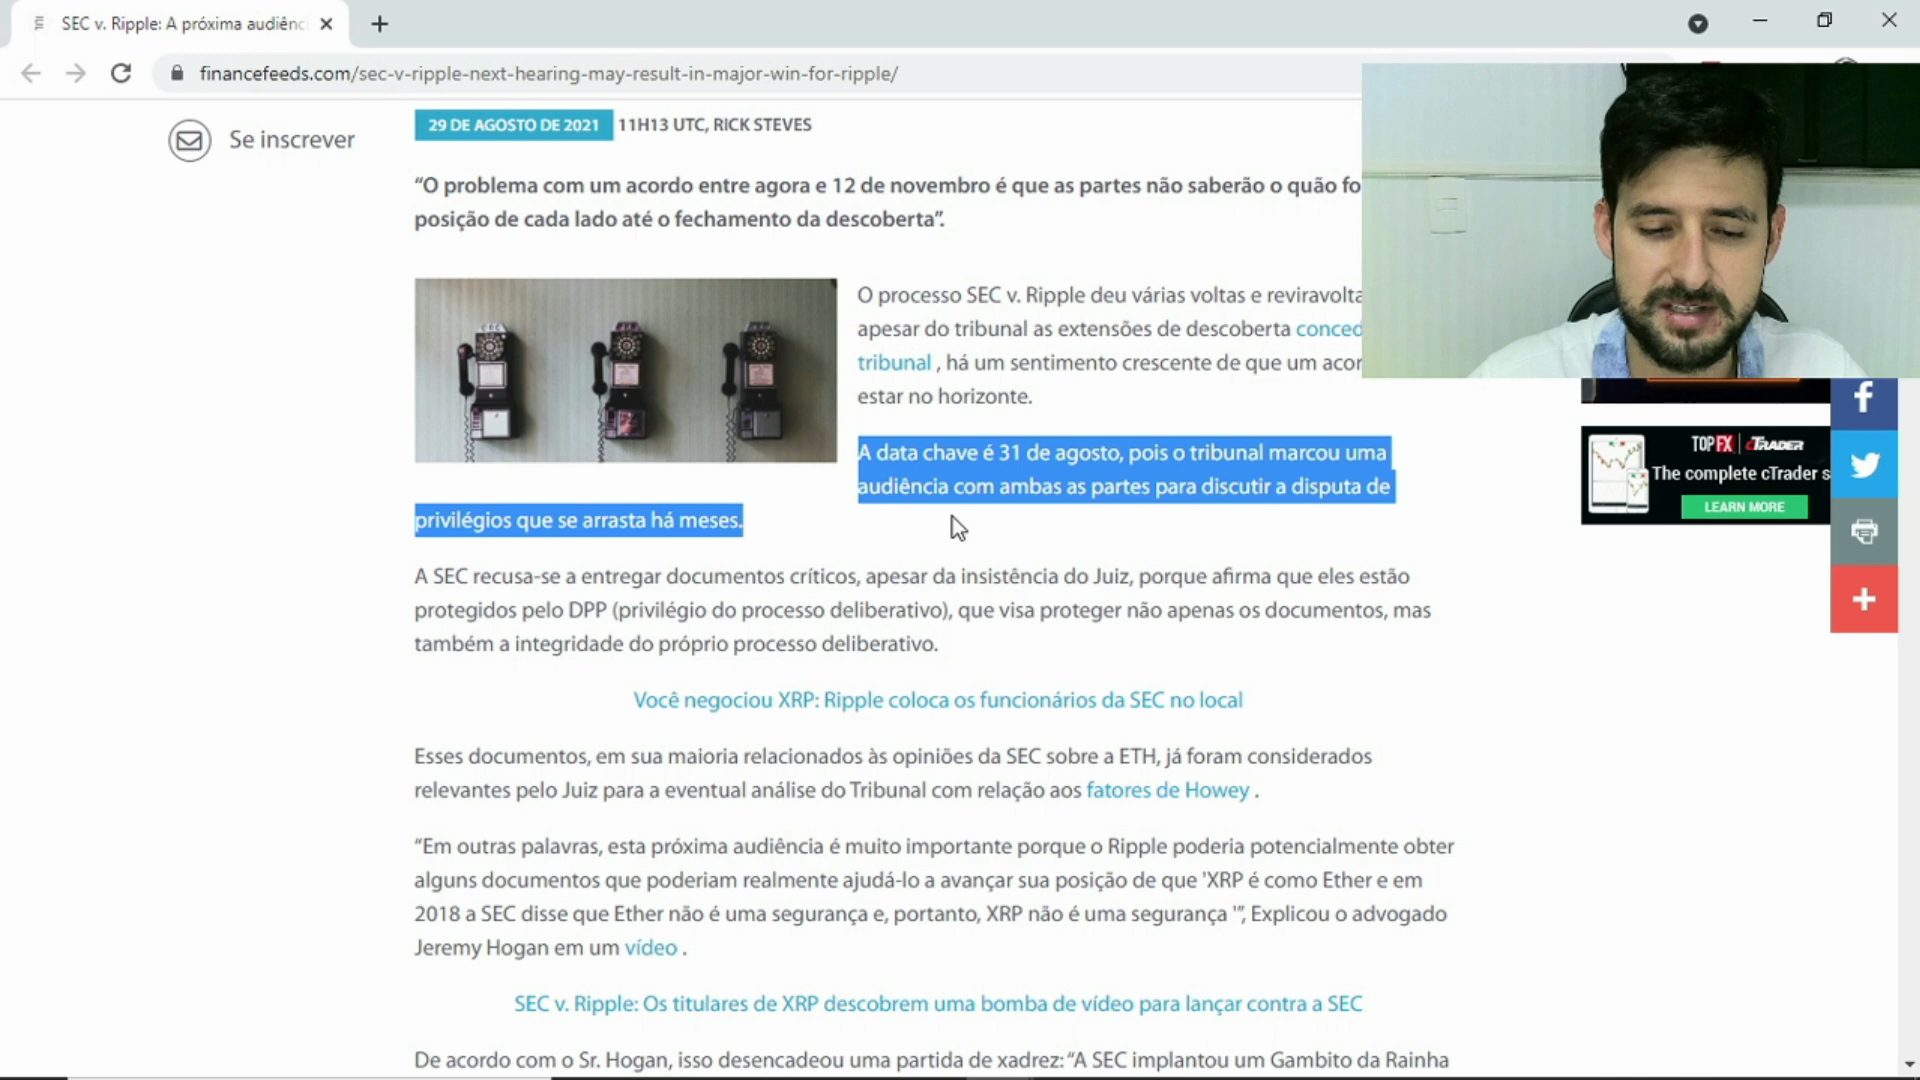 SEC v. Ripple: A próxima audiênc
financefeeds.com/sec-v-ripple-next-hearing-may-result-in-major-win-for-ripple/
Se inscrever
29 DE AGOSTO DE 2021 11H13 UTC, RICK STEVES
“O problema com um acordo entre agora e 12 de novembro é que as partes não saberão o quão fo
posição de cada lado até o fechamento da descoberta”.
O processo SEC v. Ripple deu várias voltas e reviravolta
apesar do tribunal as extensões de descoberta conced
tribunal , há um sentimento crescente de que um acor
estar no horizonte.
A data chave é 31 de agosto, pois o tribunal marcou uma
audiência com ambas as partes para discutir a disputa de
privilégios que se arrasta há meses.
TOPFX cTRADER
The complete cTrader s
LEARN MORE
A SEC recusa-se a entregar documentos críticos, apesar da insistência do Juiz, porque afirma que eles estão
protegidos pelo DPP (privilégio do processo deliberativo), que visa proteger não apenas os documentos, mas
também a integridade do próprio processo deliberativo.
Você negociou XRP: Ripple coloca os funcionários da SEC no local
Esses documentos, em sua maioria relacionados às opiniões da SEC sobre a ETH, já foram considerados
relevantes pelo Juiz para a eventual análise do Tribunal com relação aos fatores de Howey .
“Em outras palavras, esta próxima audiência é muito importante porque o Ripple poderia potencialmente obter
alguns documentos que poderiam realmente ajudá-lo a avançar sua posição de que 'XRP é como Ether e em
2018 a SEC disse que Ether não é uma segurança e, portanto, XRP não é uma segurança '”, Explicou o advogado
Jeremy Hogan em um vídeo .
SEC v. Ripple: Os titulares de XRP descobrem uma bomba de vídeo para lançar contra a SEC
De acordo com o Sr. Hogan, isso desencadeou uma partida de xadrez: “A SEC implantou um Gambito da Rainha